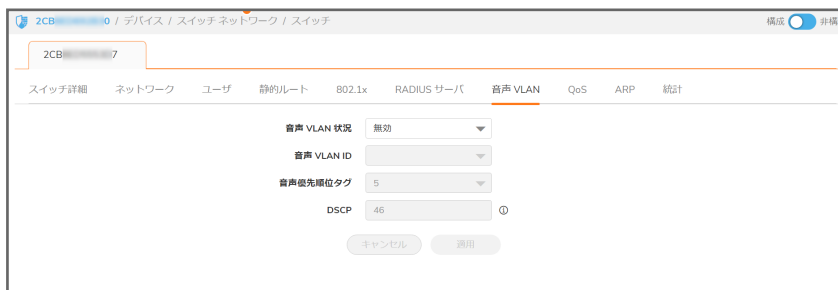 2CB 0 / デバイス / スイッチ ネットワーク / スイッチ 構成 非構
2CB 7
スイッチ詳細 ネットワーク ユーザ 静的ルート 802.1x RADIUS サーバ 音声 VLAN QoS ARP 統計
音声 VLAN 状況 無効
音声 VLAN ID
音声優先順位タグ 5
DSCP 46
キャンセル 適用